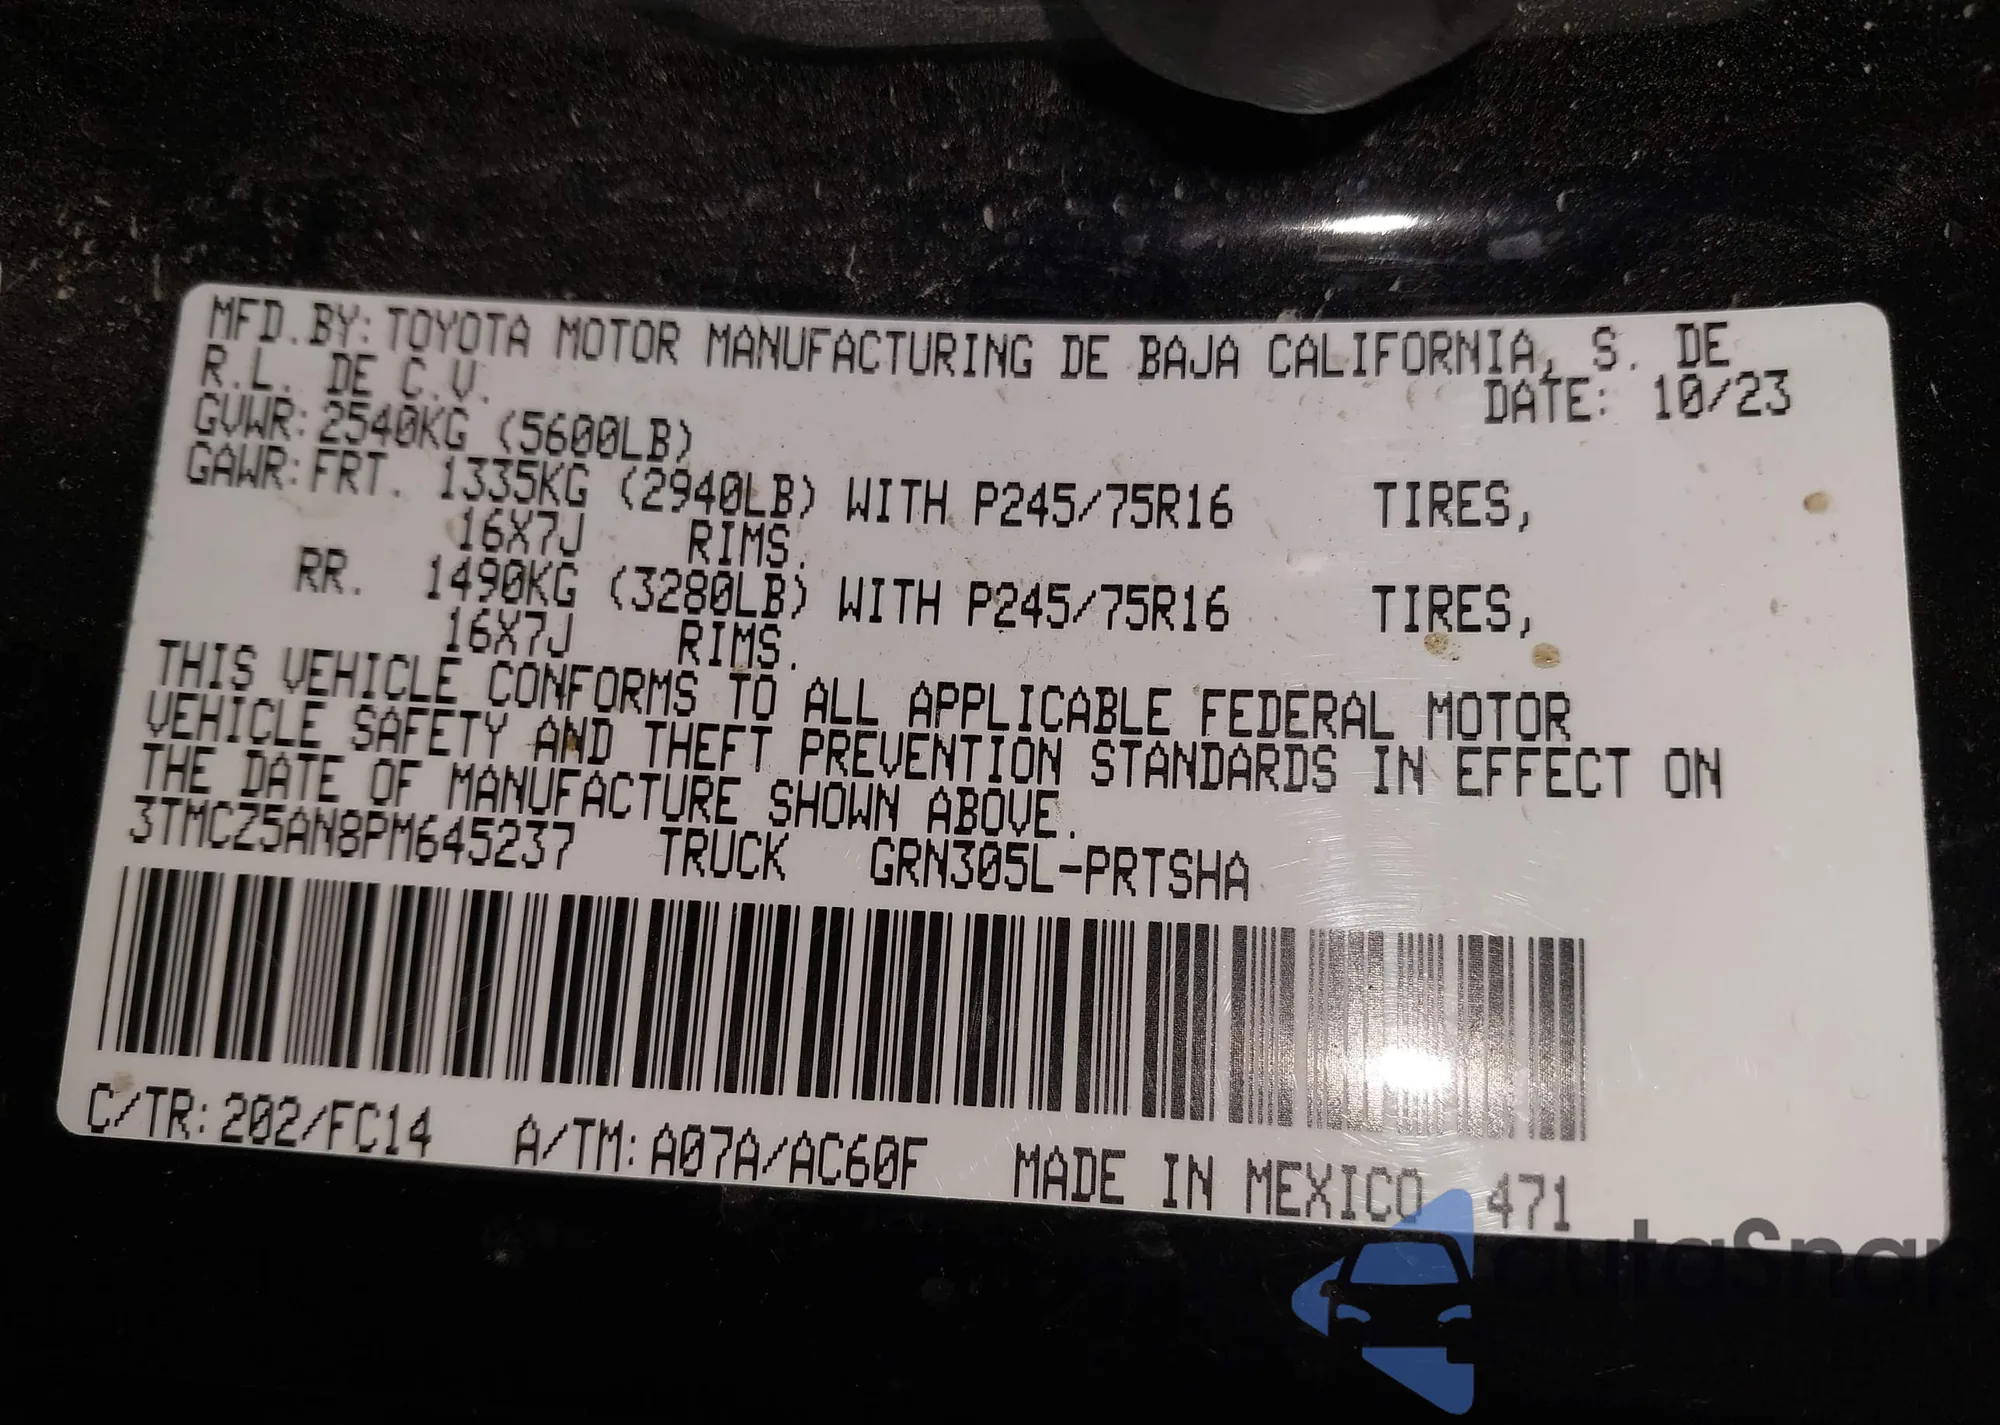 MFD.BY:TOYOTA MOTOR MANUFACTURING DE BAJA CALIFORNIA, S. DE
R.L. DE C.V. DATE: 10/23
GVWR:2540KG (5600LB)
GAWR:FRT. 1335KG (2940LB) WITH P245/75R16 TIRES,
16X7J RIMS.
RR. 1490KG (3280LB) WITH P245/75R16 TIRES,
16X7J RIMS.
THIS VEHICLE CONFORMS TO ALL APPLICABLE FEDERAL MOTOR
VEHICLE SAFETY AND THEFT PREVENTION STANDARDS IN EFFECT ON
THE DATE OF MANUFACTURE SHOWN ABOVE.
3TMCZ5AN8PM645237 TRUCK GRN305L-PRTSHA
C/TR:202/FC14 A/TM:A07A/AC60F MADE IN MEXICO 471
autaSnap